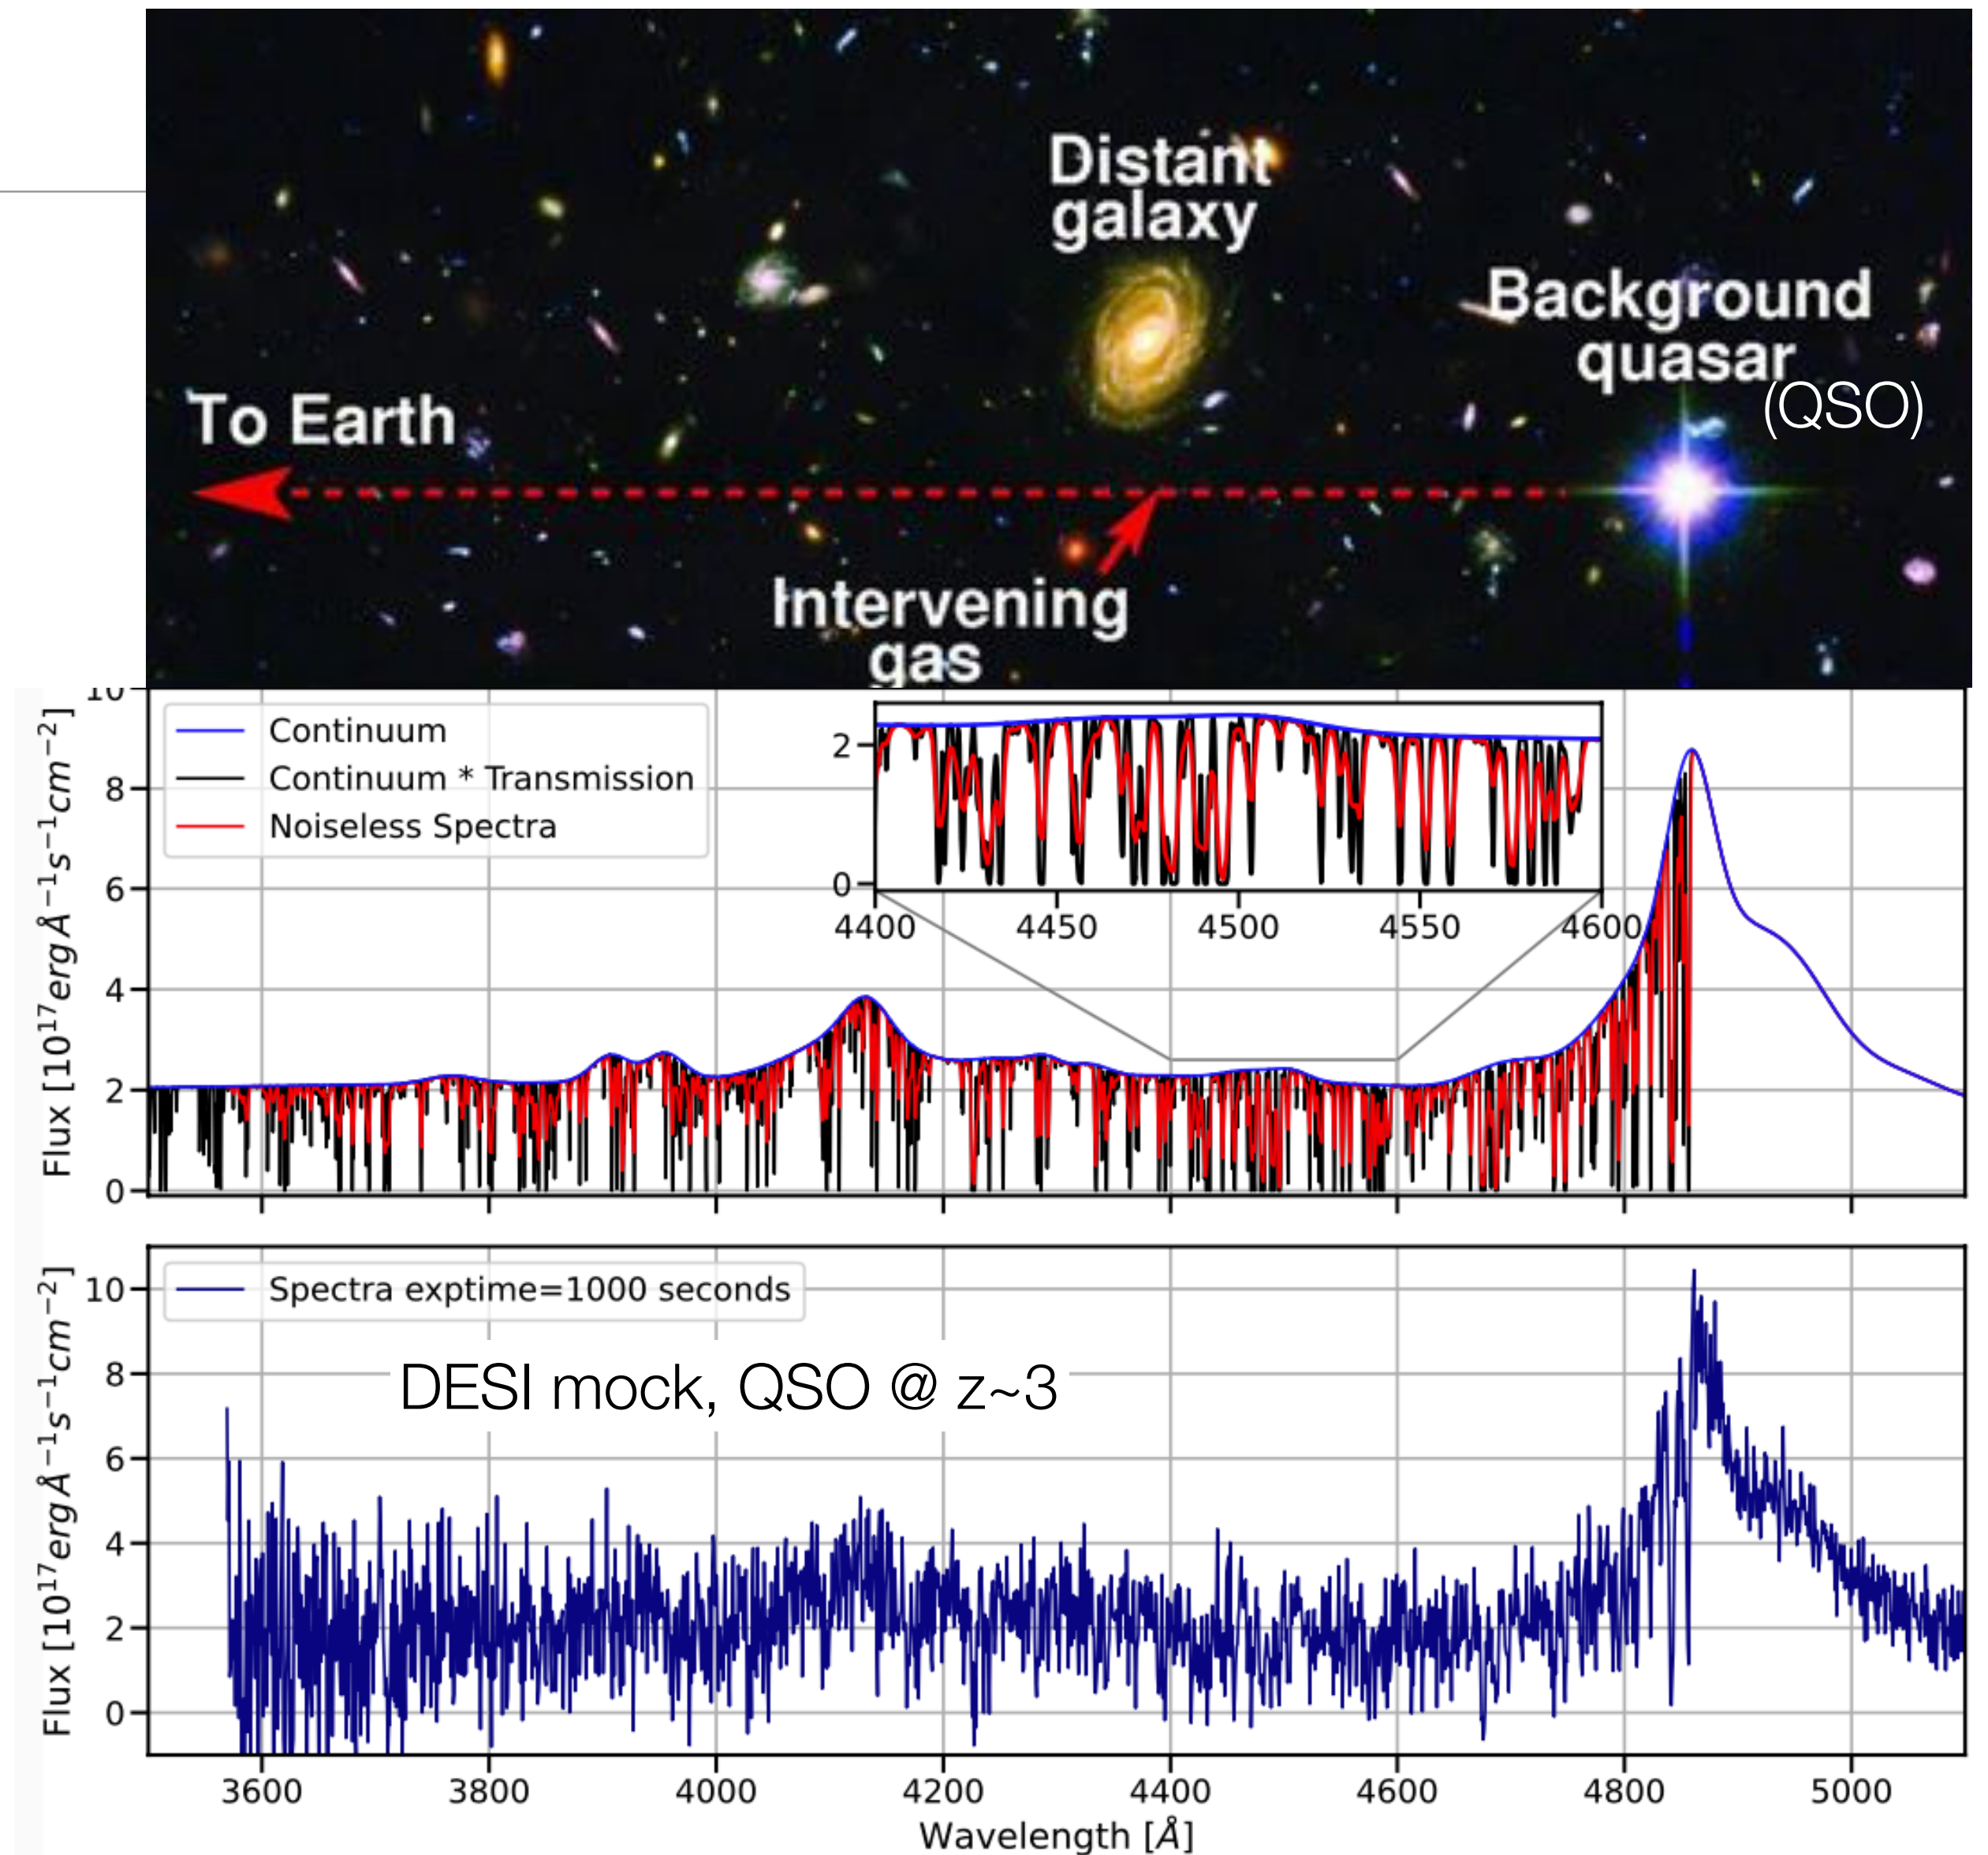 Distant
galaxy
Background
quasar
(QSO)
To Earth
Intervening
gas
Continuum
Continuum * Transmission
Noiseless Spectra
Flux [10¹⁷ergÅ⁻¹s⁻¹cm⁻²]
10
8
6
4
2
0
2
0
4400 4450 4500 4550 4600
Spectra exptime=1000 seconds
DESI mock, QSO @ z~3
Flux [10¹⁷ergÅ⁻¹s⁻¹cm⁻²]
10
8
6
4
2
0
3600 3800 4000 4200 4400 4600 4800 5000
Wavelength [Å]